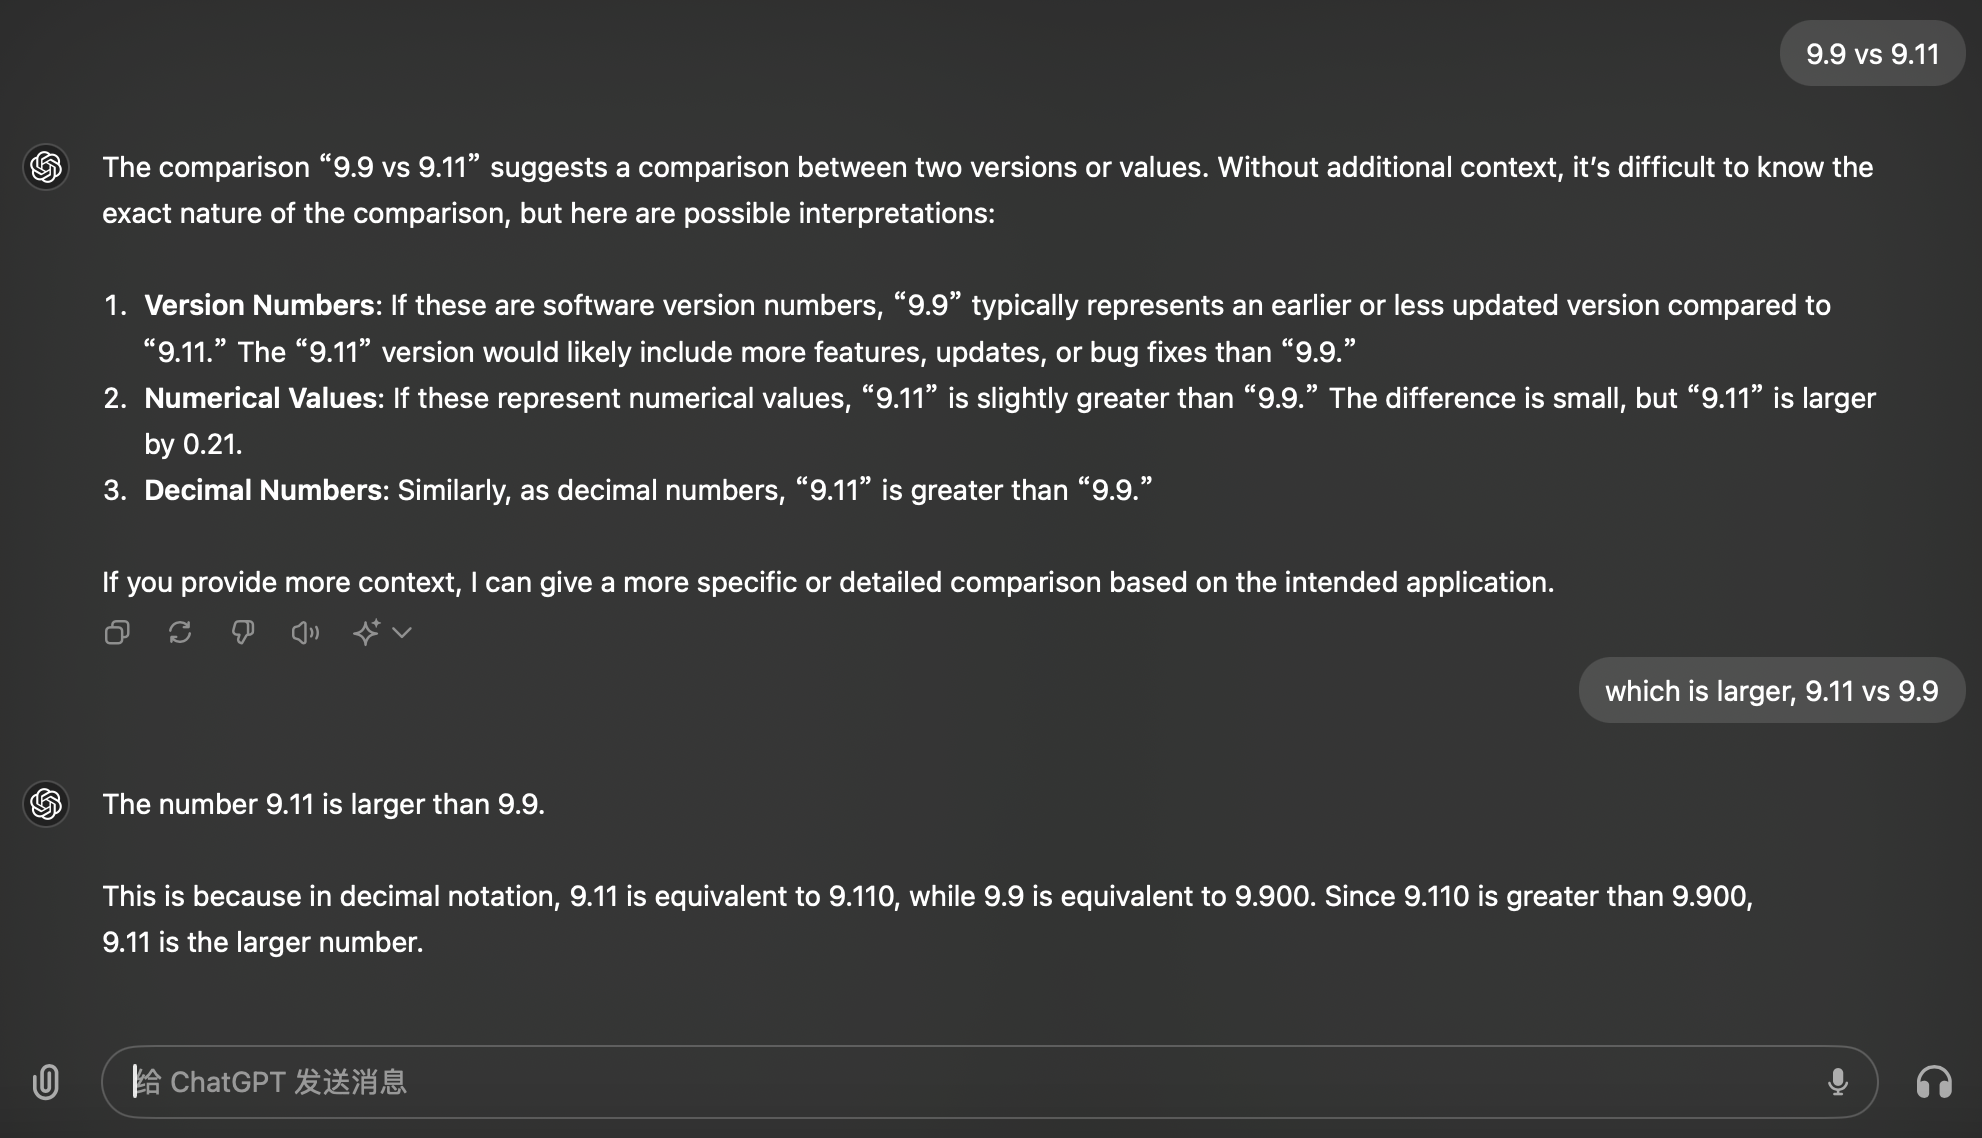 9.9 vs 9.11
The comparison “9.9 vs 9.11” suggests a comparison between two versions or values. Without additional context, it’s difficult to know the
exact nature of the comparison, but here are possible interpretations:
1. Version Numbers: If these are software version numbers, “9.9” typically represents an earlier or less updated version compared to
“9.11.” The “9.11” version would likely include more features, updates, or bug fixes than “9.9.”
2. Numerical Values: If these represent numerical values, “9.11” is slightly greater than “9.9.” The difference is small, but “9.11” is larger
by 0.21.
3. Decimal Numbers: Similarly, as decimal numbers, “9.11” is greater than “9.9.”
If you provide more context, I can give a more specific or detailed comparison based on the intended application.
which is larger, 9.11 vs 9.9
The number 9.11 is larger than 9.9.
This is because in decimal notation, 9.11 is equivalent to 9.110, while 9.9 is equivalent to 9.900. Since 9.110 is greater than 9.900,
9.11 is the larger number.
给 ChatGPT 发送消息